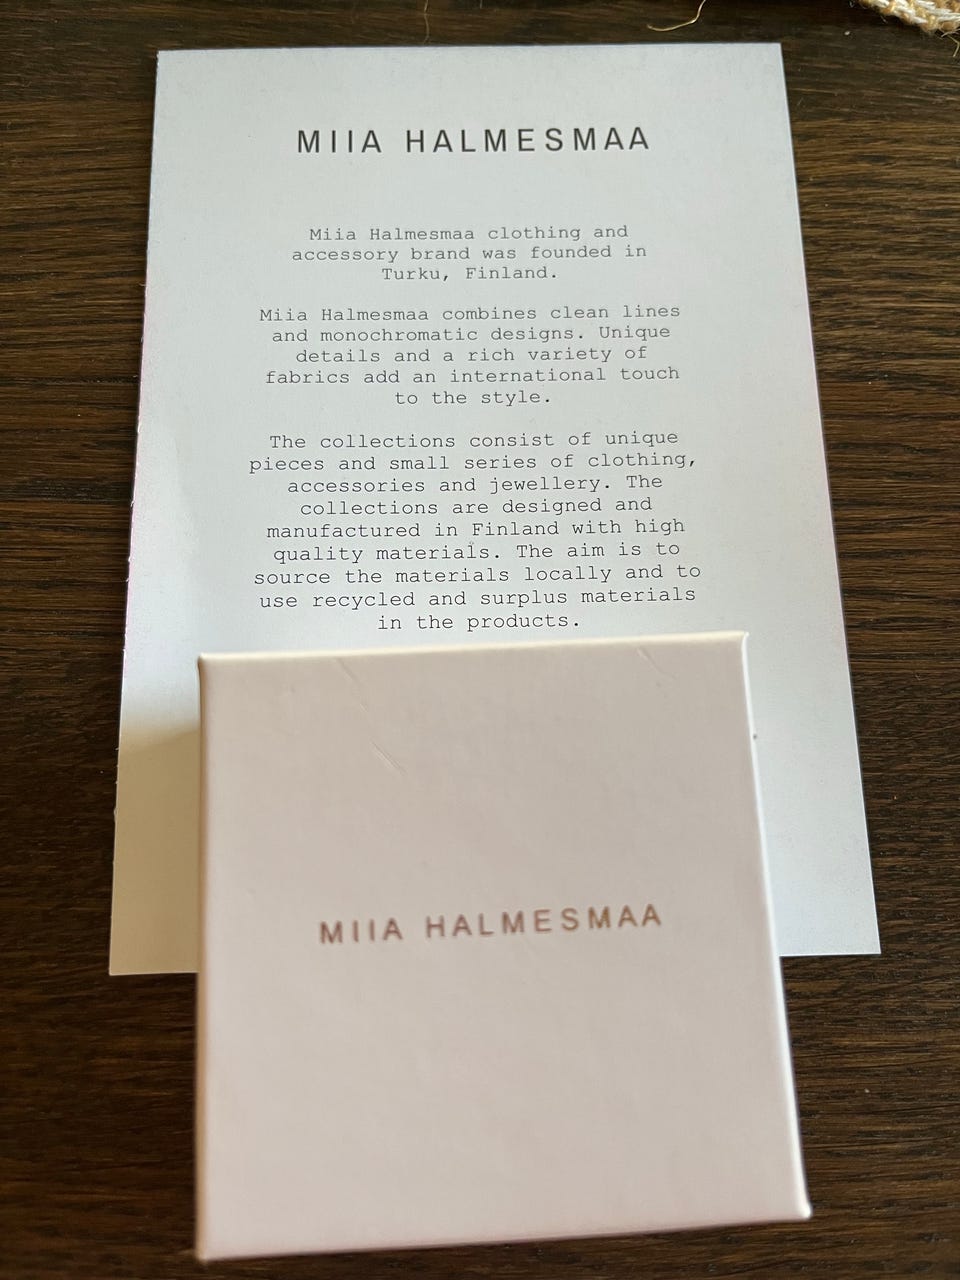 MIIA HALMESMAA
Miia Halmesmaa clothing and
accessory brand was founded in
Turku, Finland.
Miia Halmesmaa combines clean lines
and monochromatic designs. Unique
details and a rich variety of
fabrics add an international touch
to the style.
The collections consist of unique
pieces and small series of clothing,
accessories and jewellery. The
collections are designed and
manufactured in Finland with high
quality materials. The aim is to
source the materials locally and to
use recycled and surplus materials
in the products.
MIIA HALMESMAA